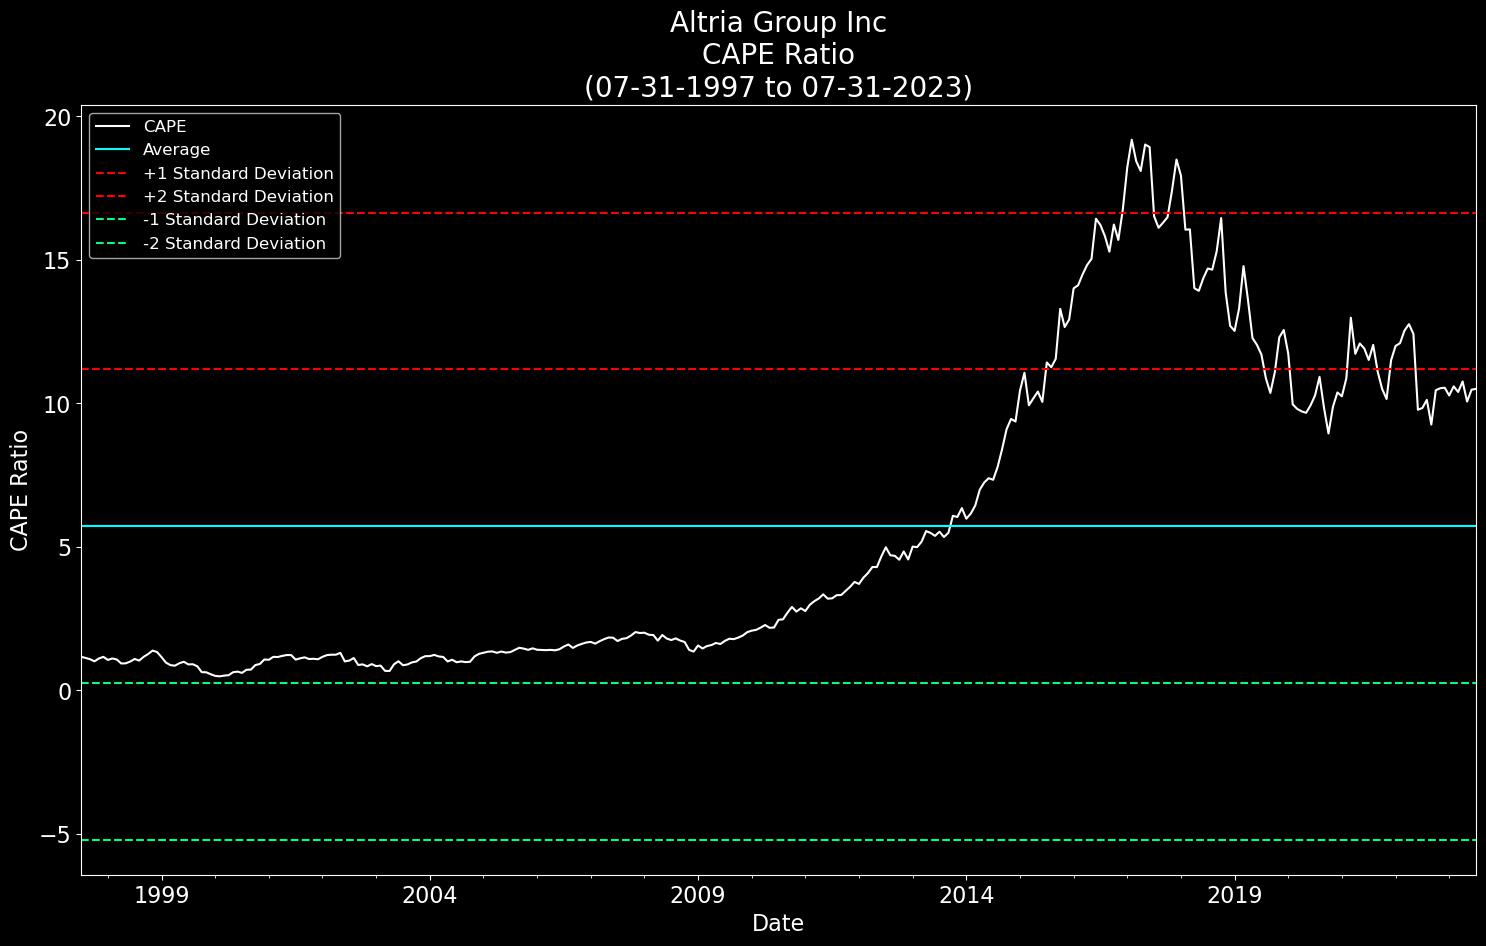 Altria Group Inc
CAPE Ratio
(07-31-1997 to 07-31-2023)
CAPE
Average
+1 Standard Deviation
+2 Standard Deviation
-1 Standard Deviation
-2 Standard Deviation
CAPE Ratio
20
15
10
5
0
−5
1999
2004
2009
2014
2019
Date